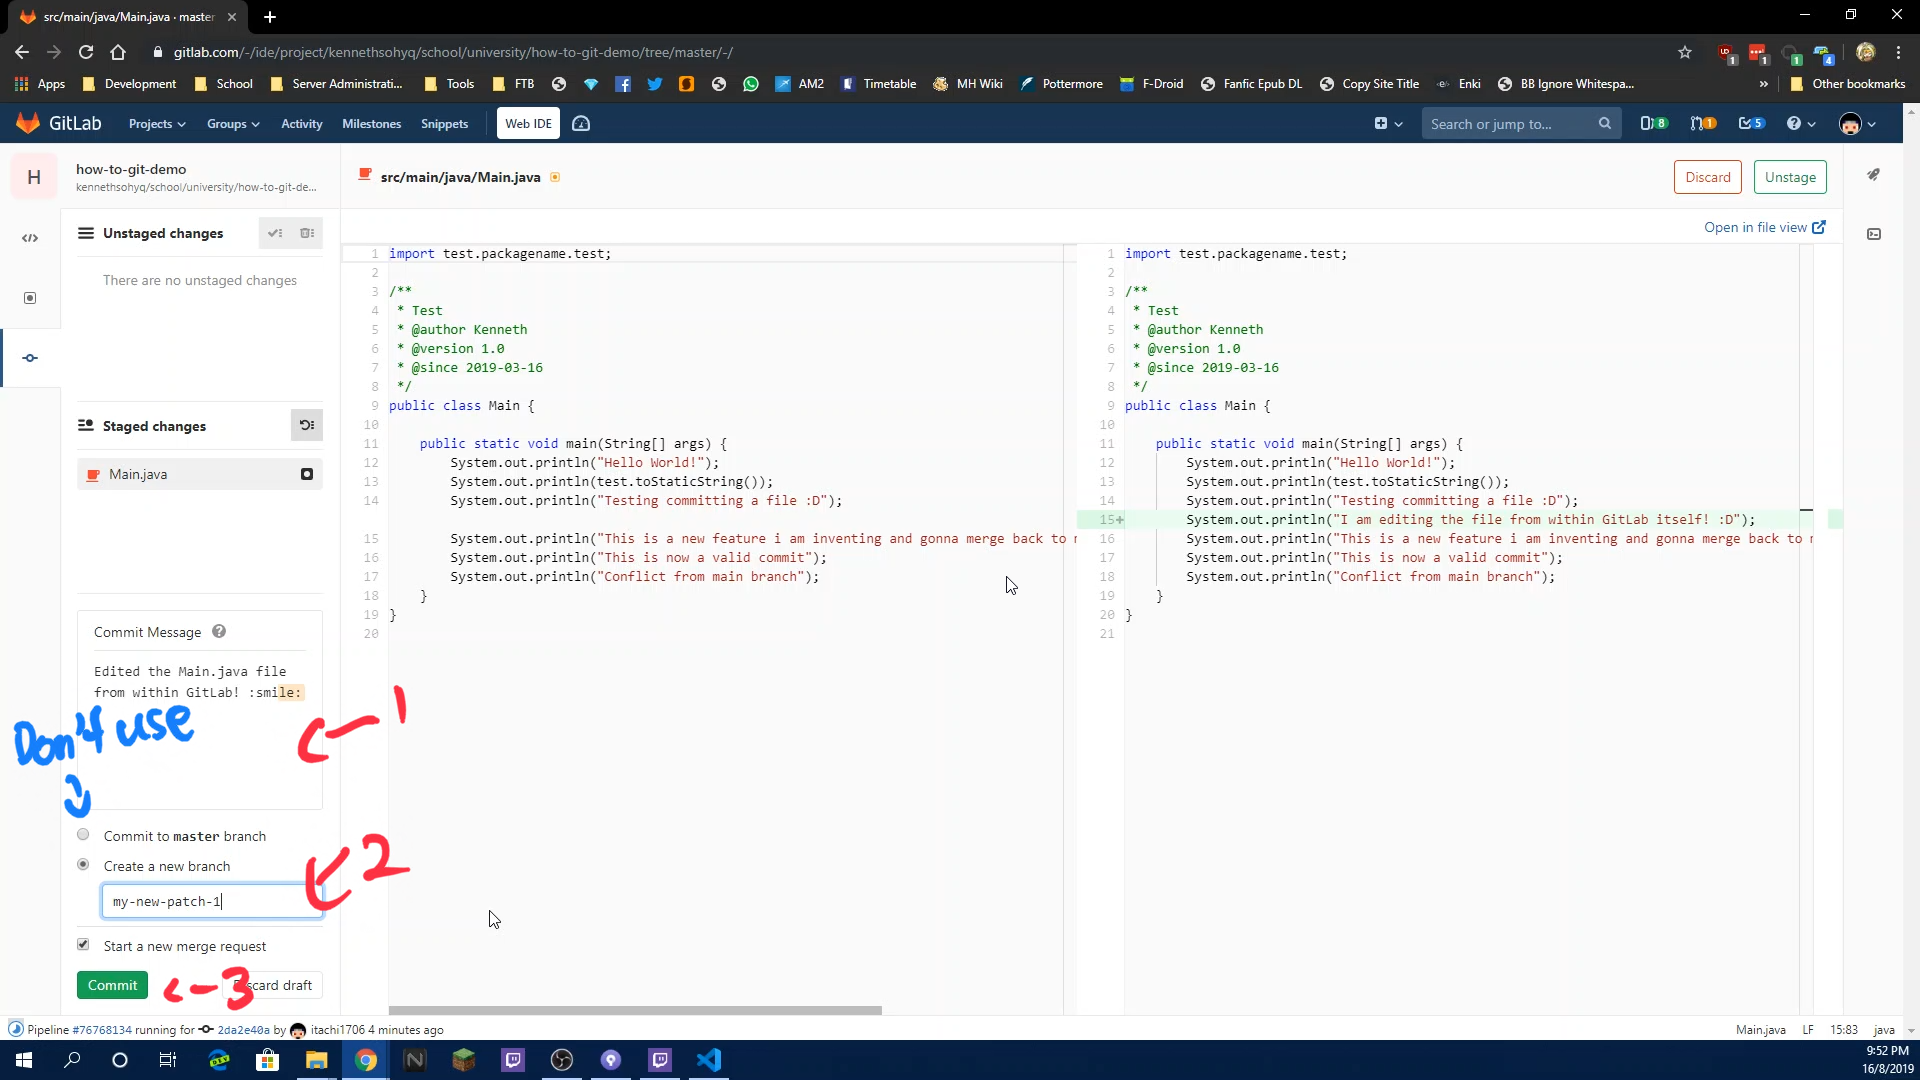 src/main/java/Main.java · master
gitlab.com/-/ide/project/kennethsohyq/school/university/how-to-git-demo/tree/master/-/
1 1 4
Apps Development School Server Administrati... Tools FTB AM2 Timetable MH Wiki Pottermore F-Droid Fanfic Epub DL Copy Site Title Enki BB Ignore Whitespa... » Other bookmarks
GitLab Projects Groups Activity Milestones Snippets Web IDE Search or jump to... 8 1 5
H
how-to-git-demo
kennethsohyq/school/university/how-to-git-de...
src/main/java/Main.java
Discard Unstage
Open in file view
Unstaged changes
There are no unstaged changes
Staged changes
Main.java
Commit Message
Edited the Main.java file
from within GitLab! :smile:
Don't use
1
Commit to master branch
Create a new branch
2
my-new-patch-1
Start a new merge request
Commit
3
scard draft
1 import test.packagename.test;
2
3 /**
4 * Test
5 * @author Kenneth
6 * @version 1.0
7 * @since 2019-03-16
8 */
9 public class Main {
10
11 public static void main(String[] args) {
12 System.out.println("Hello World!");
13 System.out.println(test.toStaticString());
14 System.out.println("Testing committing a file :D");
15 System.out.println("This is a new feature i am inventing and gonna merge back to
16 System.out.println("This is now a valid commit");
17 System.out.println("Conflict from main branch");
18 }
19 }
20
1 import test.packagename.test;
2
3 /**
4 * Test
5 * @author Kenneth
6 * @version 1.0
7 * @since 2019-03-16
8 */
9 public class Main {
10
11 public static void main(String[] args) {
12 System.out.println("Hello World!");
13 System.out.println(test.toStaticString());
14 System.out.println("Testing committing a file :D");
15+ System.out.println("I am editing the file from within GitLab itself! :D");
16 System.out.println("This is a new feature i am inventing and gonna merge back to
17 System.out.println("This is now a valid commit");
18 System.out.println("Conflict from main branch");
19 }
20 }
21
Pipeline #76768134 running for 2da2e40a by itachi1706 4 minutes ago
Main.java LF 15:83 java
9:52 PM
16/8/2019